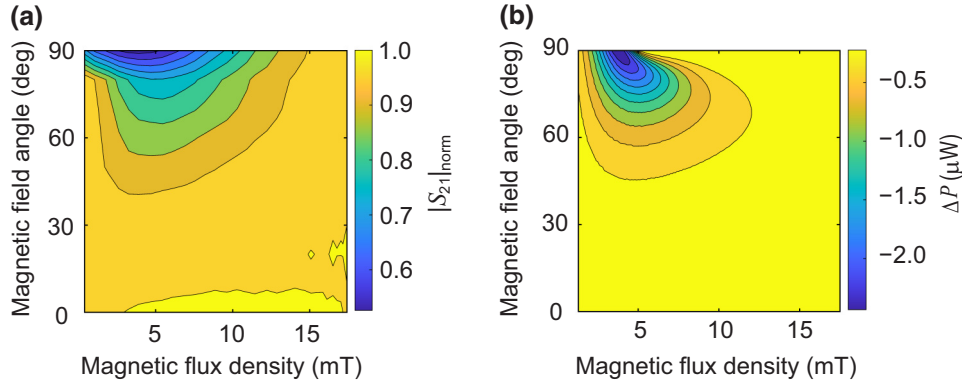 (a)
Magnetic field angle (deg)
90
60
30
0
5
10
15
Magnetic flux density (mT)
1.0
0.9
0.8
0.7
0.6
|S21|norm
(b)
Magnetic field angle (deg)
90
60
30
0
5
10
15
Magnetic flux density (mT)
−0.5
−1.0
−1.5
−2.0
ΔP (μW)